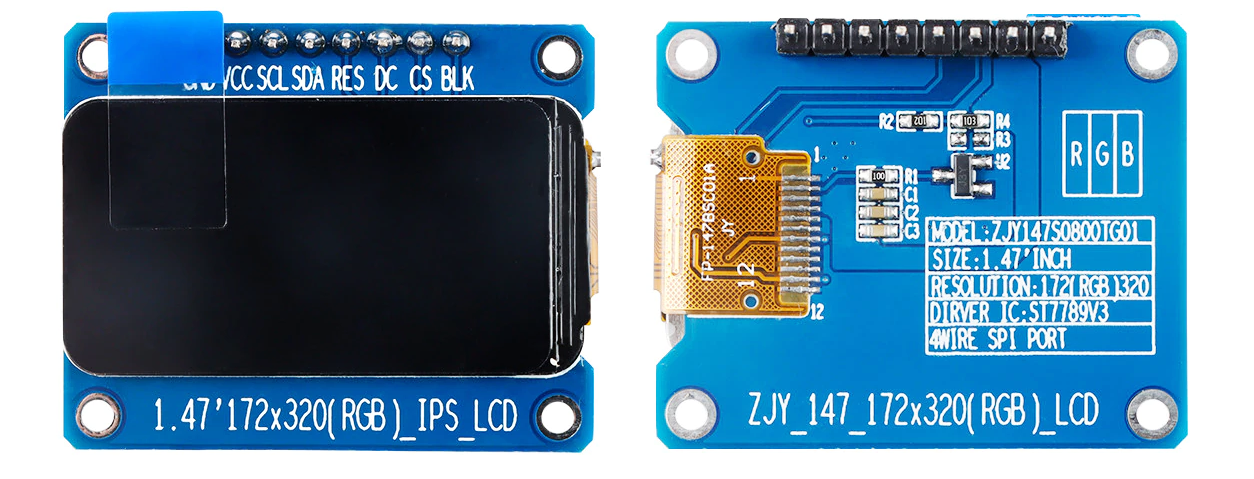 VCC SCL SDA RES DC CS BLK
1.47'172x320(RGB)_IPS_LCD
R2 201 103 R4
R3
U2
1
100 R1
C1
C2
C3
R G B
1
FP-147BSC01A
JY
12
12
MODEL:ZJY147S0800TG01
SIZE:1.47'INCH
RESOLUTION:172(RGB)320
DIRVER IC:ST7789V3
4WIRE SPI PORT
ZJY_147_172x320(RGB)_LCD